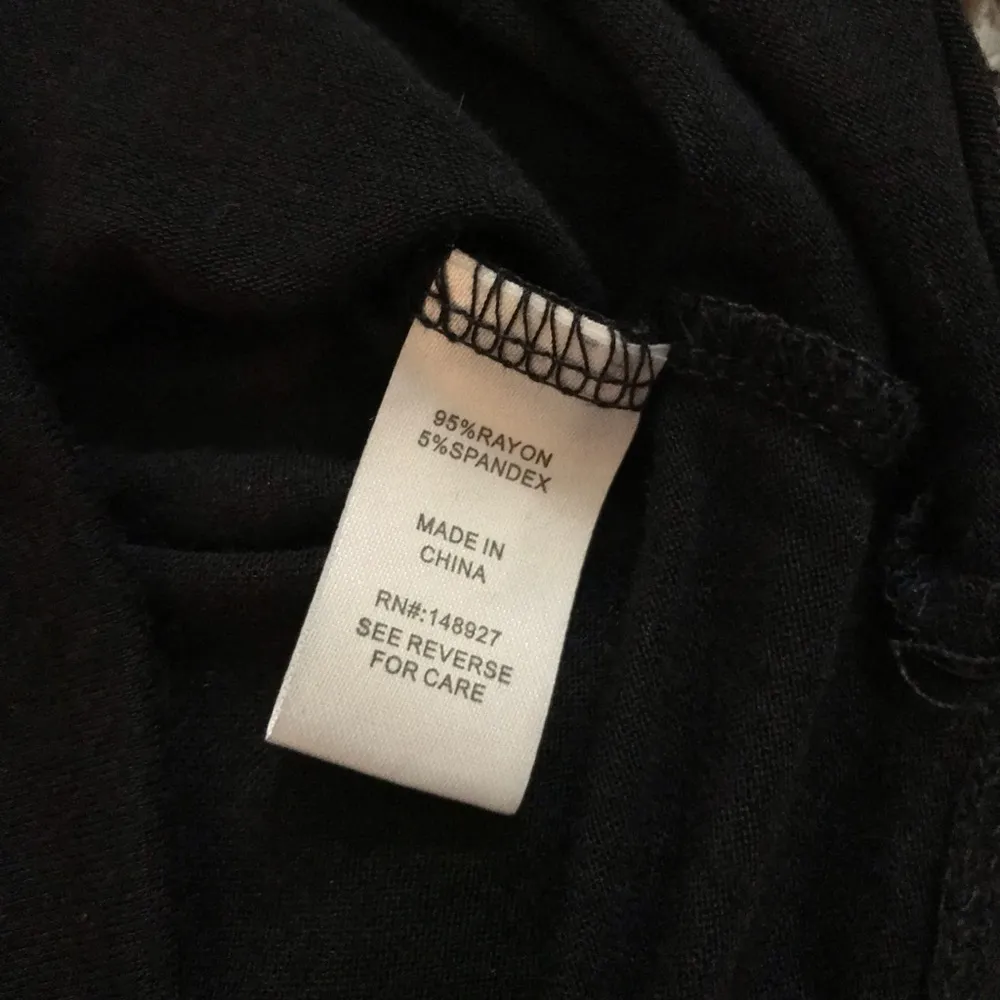 95%RAYON
5%SPANDEX
MADE IN
CHINA
RN#:148927
SEE REVERSE
FOR CARE